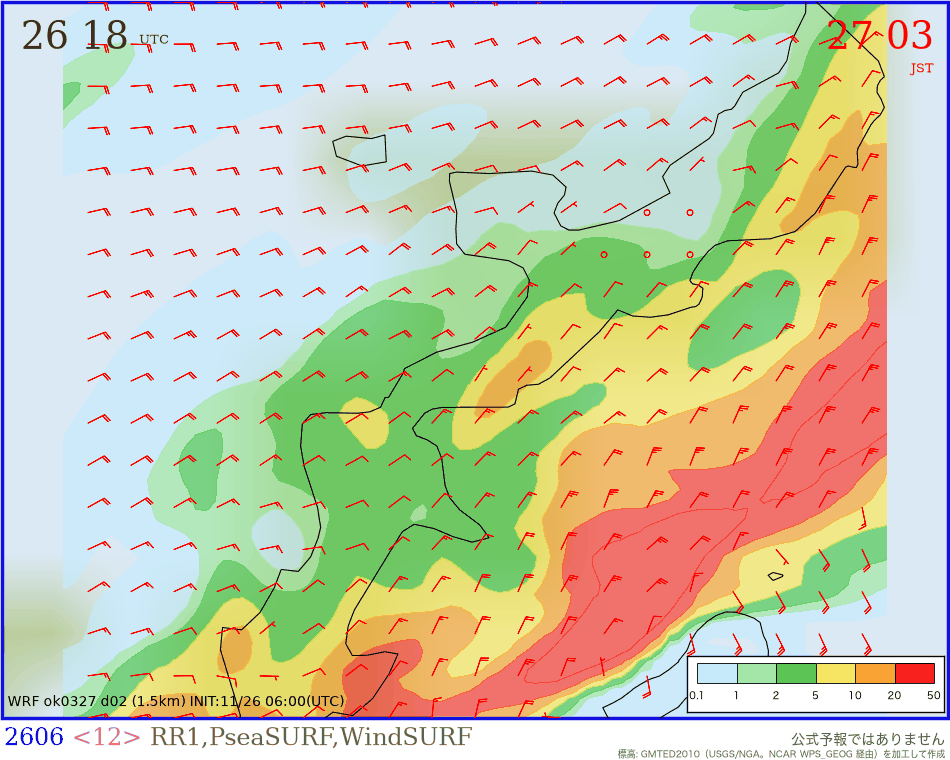 26 18 UTC
27 03
JST
WRF ok0327 d02 (1.5km) INIT:11/26 06:00(UTC)
0.1 1 2 5 10 20 50
2606 <12> RR1,PseaSURF,WindSURF
公式予報ではありません
標高: GMTED2010（USGS/NGA。NCAR WPS_GEOG 経由）を加工して作成